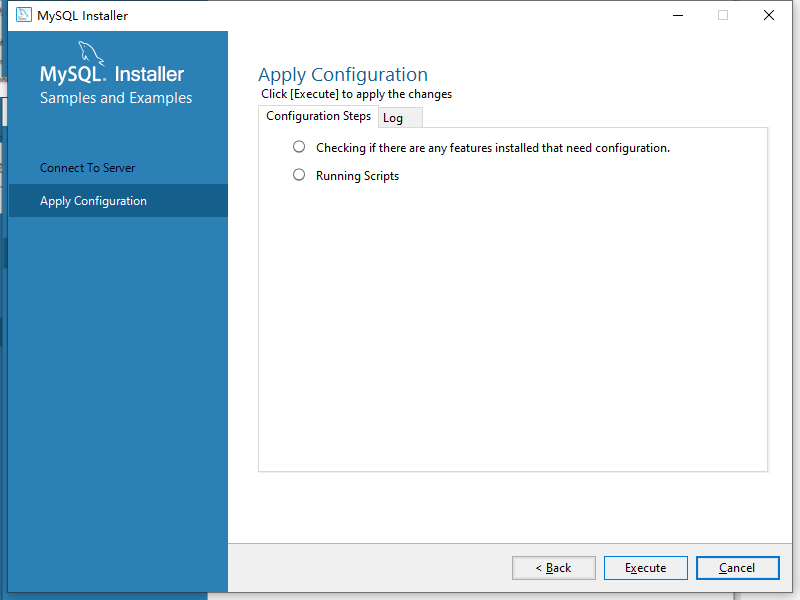 MySQL Installer
MySQL. Installer
Samples and Examples
Connect To Server
Apply Configuration
Apply Configuration
Click [Execute] to apply the changes
Configuration Steps
Log
Checking if there are any features installed that need configuration.
Running Scripts
< Back
Execute
Cancel